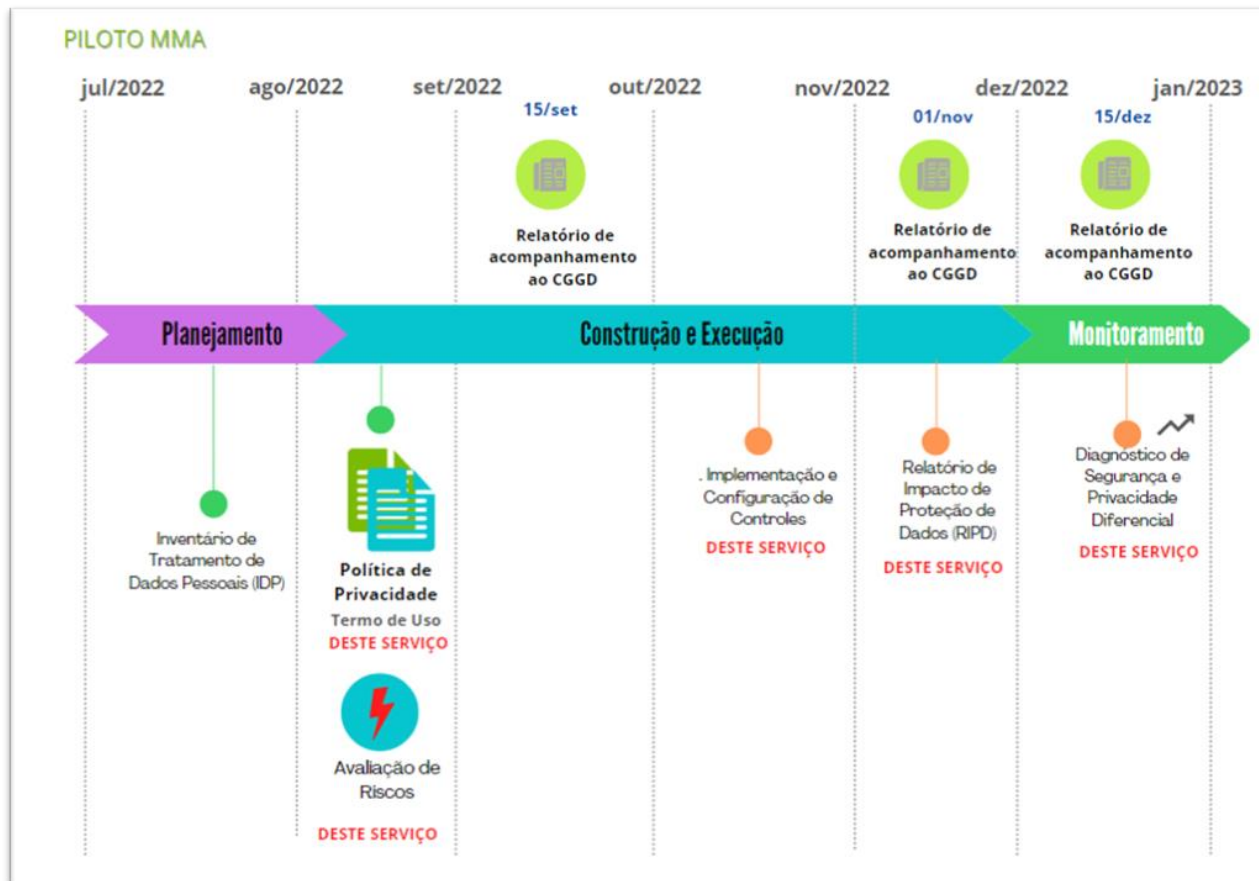 PILOTO MMA
jul/2022
ago/2022
set/2022
out/2022
nov/2022
dez/2022
jan/2023
15/set
01/nov
15/dez
Relatório de
acompanhamento
ao CGGD
Relatório de
acompanhamento
ao CGGD
Relatório de
acompanhamento
ao CGGD
Planejamento
Construção e Execução
Monitoramento
Inventário de
Tratamento de
Dados Pessoais (IDP)
Política de
Privacidade
Termo de Uso
DESTE SERVIÇO
Avaliação de
Riscos
DESTE SERVIÇO
. Implementação e
Configuração de
Controles
DESTE SERVIÇO
Relatório de
Impacto de
Proteção de
Dados (RIPD)
DESTE SERVIÇO
Diagnóstico de
Segurança e
Privacidade
Diferencial
DESTE SERVIÇO